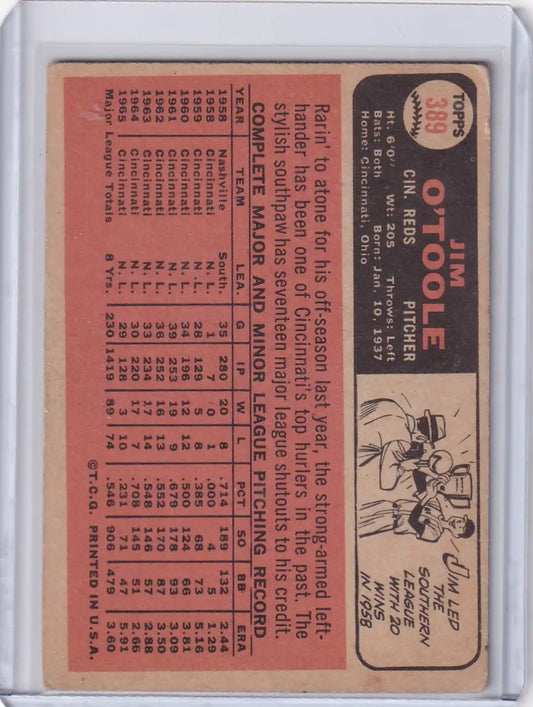 TOPPS
389
JIM
O'TOOLE
CIN. REDS PITCHER
Ht. 6'0" Wt: 205 Throws: Left
Bats: Both Born: Jan. 10, 1937
Home: Cincinnati, Ohio
JIM LED
THE
SOUTHERN
LEAGUE
WITH 20
WINS
IN 1958
Rarin' to atone for his off-season last year, the strong-armed left-
hander has been one of Cincinnati's top hurlers in the past. The
stylish southpaw has seventeen major league shutouts to his credit.
COMPLETE MAJOR AND MINOR LEAGUE PITCHING RECORD
YEAR TEAM LEA. G IP W L PCT SO BB ERA
1958 Nashville South. 35 280 20 8 .714 189 132 2.44
1958 Cincinnati N. L. 1 7 0 1 .000 4 5 1.29
1959 Cincinnati N. L. 28 129 5 8 .385 68 73 5.16
1960 Cincinnati N. L. 34 196 12 12 .500 124 66 3.81
1961 Cincinnati N. L. 39 253 19 9 .679 178 93 3.09
1962 Cincinnati N. L. 36 252 16 13 .552 170 87 3.50
1963 Cincinnati N. L. 33 234 17 14 .548 146 57 2.88
1964 Cincinnati N. L. 30 220 17 7 .708 145 51 2.66
1965 Cincinnati N. L. 29 128 3 10 .231 71 47 5.91
Major League Totals 8 Yrs. 230 1419 89 74 .546 906 479 3.60
©T.C.G. PRINTED IN U.S.A.